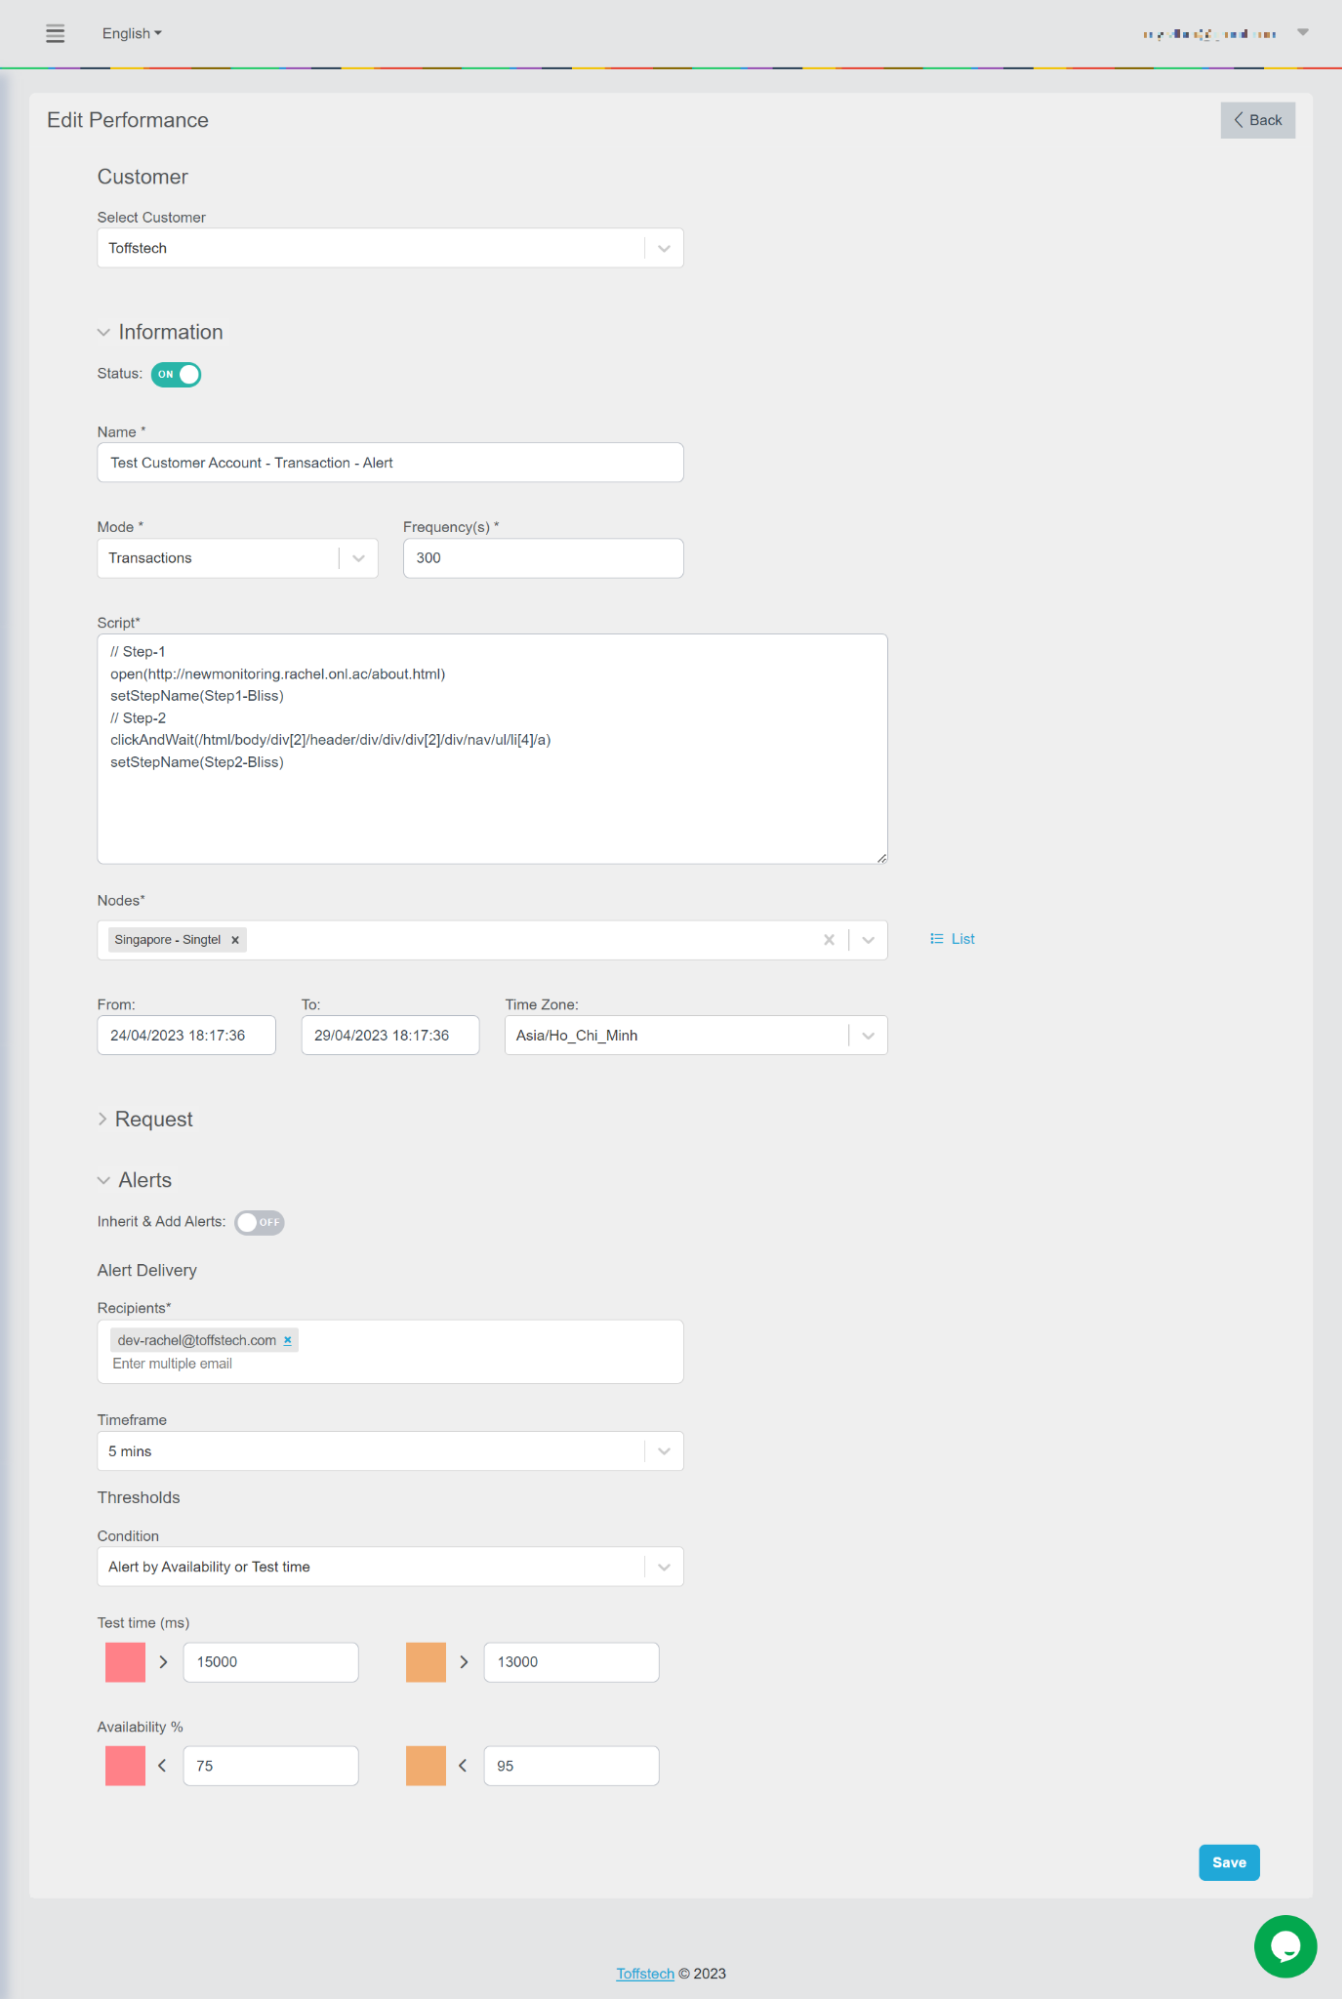 English
Edit Performance
Back
Customer
Select Customer
Toffstech
Information
Status: ON
Name *
Test Customer Account - Transaction - Alert
Mode * Frequency(s) *
Transactions 300
Script*
// Step-1
open(http://newmonitoring.rachel.onl.ac/about.html)
setStepName(Step1-Bliss)
// Step-2
clickAndWait(/html/body/div[2]/header/div/div/div[2]/div/nav/ul/li[4]/a)
setStepName(Step2-Bliss)
Nodes*
Singapore - Singtel x List
From: To: Time Zone:
24/04/2023 18:17:36 29/04/2023 18:17:36 Asia/Ho_Chi_Minh
Request
Alerts
Inherit & Add Alerts: OFF
Alert Delivery
Recipients*
dev-rachel@toffstech.com x
Enter multiple email
Timeframe
5 mins
Thresholds
Condition
Alert by Availability or Test time
Test time (ms)
> 15000 > 13000
Availability %
< 75 < 95
Save
Toffstech © 2023